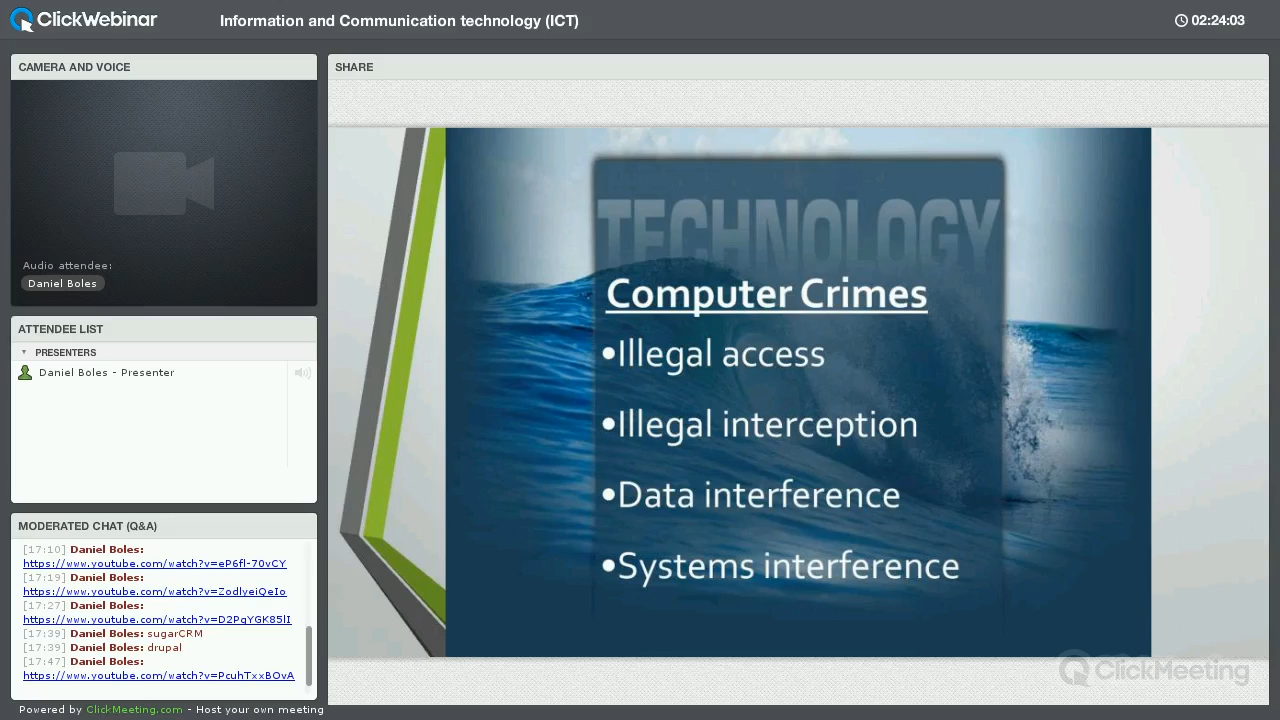 ClickWebinar
Information and Communication technology (ICT)
02:24:03
CAMERA AND VOICE
Audio attendee:
Daniel Boles
ATTENDEE LIST
PRESENTERS
Daniel Boles - Presenter
MODERATED CHAT (Q&A)
[17:10] Daniel Boles:
https://www.youtube.com/watch?v=eP6fl-70vCY
[17:19] Daniel Boles:
https://www.youtube.com/watch?v=ZodlyeiQeIo
[17:27] Daniel Boles:
https://www.youtube.com/watch?v=D2PqYGK85lI
[17:39] Daniel Boles: sugarCRM
[17:39] Daniel Boles: drupal
[17:47] Daniel Boles:
https://www.youtube.com/watch?v=PcuhTxxBOvA
Powered by ClickMeeting.com - Host your own meeting
SHARE
TECHNOLOGY
Computer Crimes
•Illegal access
•Illegal interception
•Data interference
•Systems interference
ClickMeeting